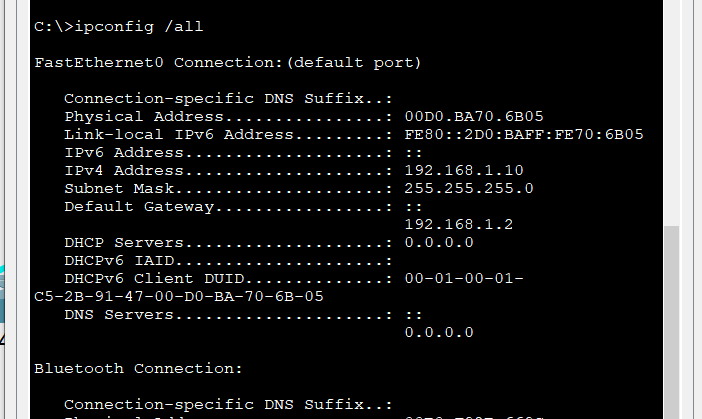 C:\>ipconfig /all
FastEthernet0 Connection:(default port)
Connection-specific DNS Suffix..:
Physical Address................: 00D0.BA70.6B05
Link-local IPv6 Address.........: FE80::2D0:BAFF:FE70:6B05
IPv6 Address....................: ::
IPv4 Address....................: 192.168.1.10
Subnet Mask.....................: 255.255.255.0
Default Gateway.................: ::
192.168.1.2
DHCP Servers....................: 0.0.0.0
DHCPv6 IAID.....................:
DHCPv6 Client DUID..............: 00-01-00-01-
C5-2B-91-47-00-D0-BA-70-6B-05
DNS Servers.....................: ::
0.0.0.0
Bluetooth Connection:
Connection-specific DNS Suffix..: